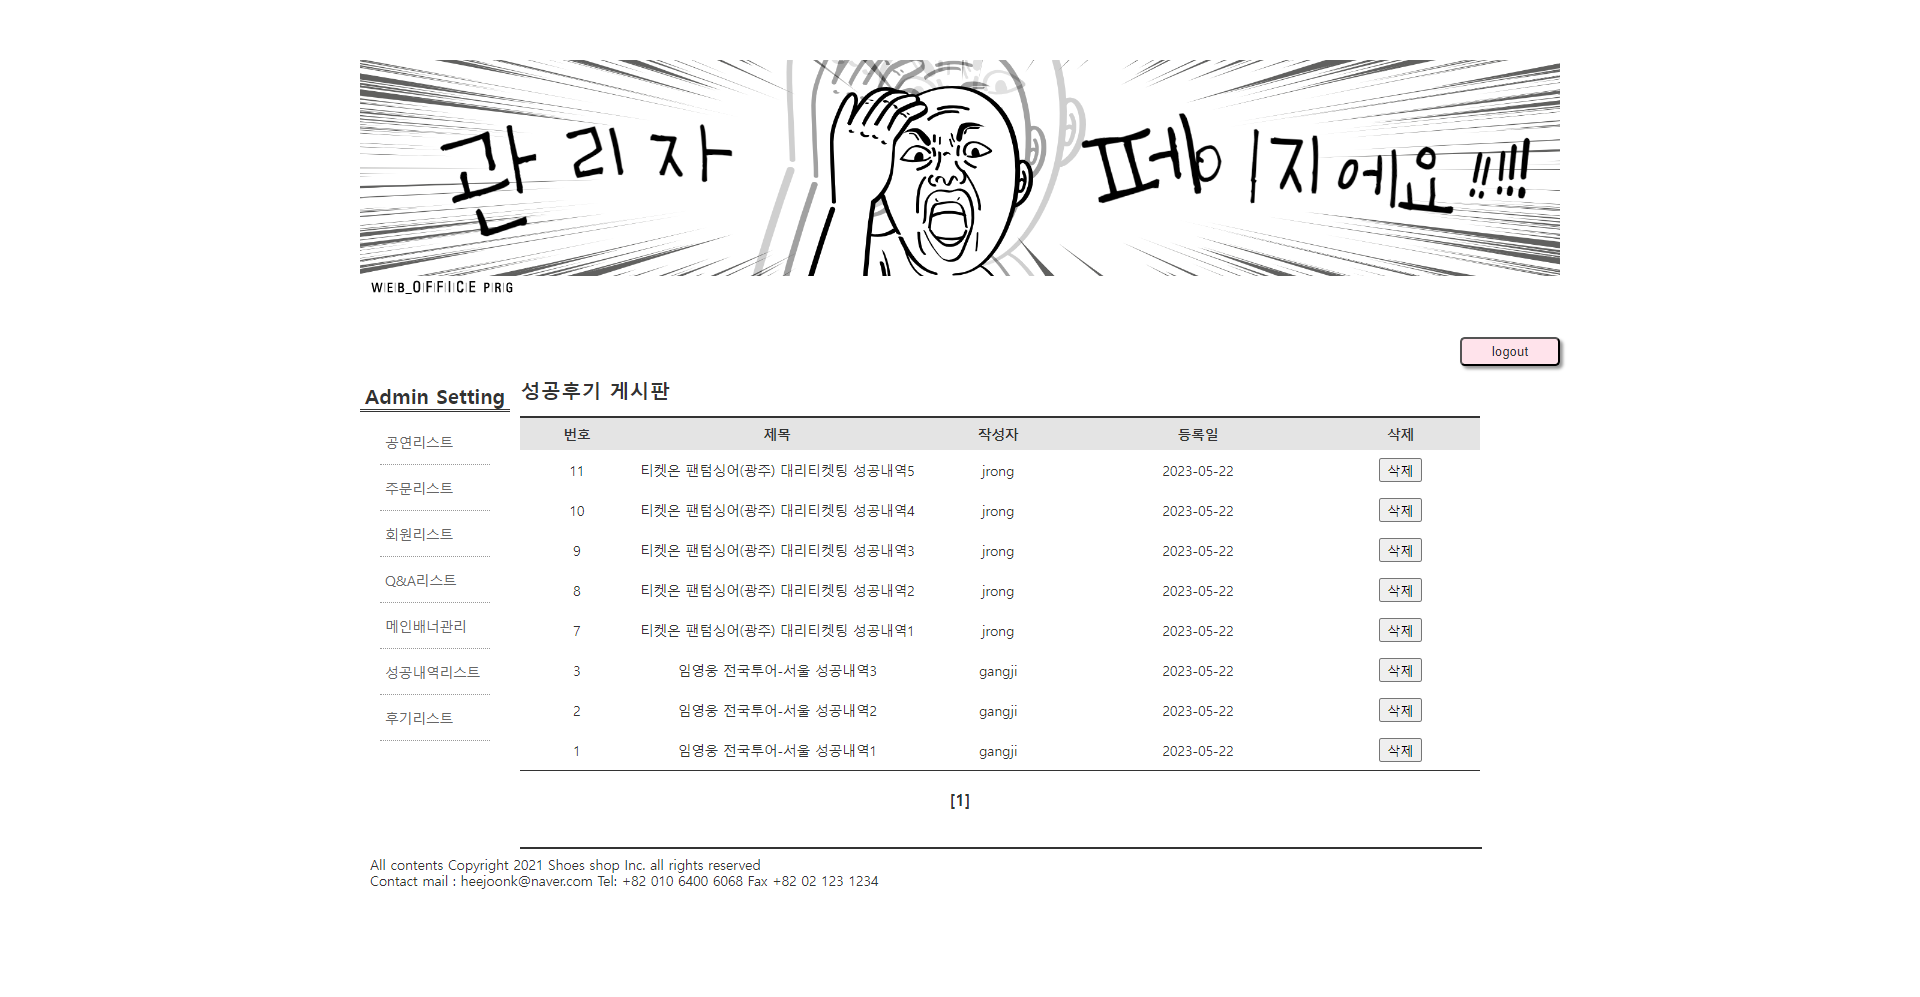 관리자 페이지에요!!!!!
WEB_OFFICE PRG
logout
Admin Setting
공연리스트
주문리스트
회원리스트
Q&A리스트
메인배너관리
성공내역리스트
후기리스트
성공후기 게시판
번호 제목 작성자 등록일 삭제
11 티켓온 팬텀싱어(광주) 대리티켓팅 성공내역5 jrong 2023-05-22 삭제
10 티켓온 팬텀싱어(광주) 대리티켓팅 성공내역4 jrong 2023-05-22 삭제
9 티켓온 팬텀싱어(광주) 대리티켓팅 성공내역3 jrong 2023-05-22 삭제
8 티켓온 팬텀싱어(광주) 대리티켓팅 성공내역2 jrong 2023-05-22 삭제
7 티켓온 팬텀싱어(광주) 대리티켓팅 성공내역1 jrong 2023-05-22 삭제
3 임영웅 전국투어-서울 성공내역3 gangji 2023-05-22 삭제
2 임영웅 전국투어-서울 성공내역2 gangji 2023-05-22 삭제
1 임영웅 전국투어-서울 성공내역1 gangji 2023-05-22 삭제
[1]
All contents Copyright 2021 Shoes shop Inc. all rights reserved
Contact mail : heejoonk@naver.com Tel: +82 010 6400 6068 Fax +82 02 123 1234